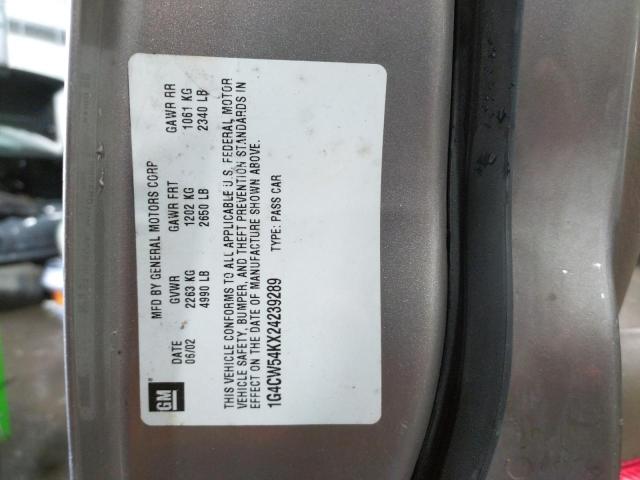 MFD BY GENERAL MOTORS CORP
DATE GVWR GAWR FRT GAWR RR
06/02 2263 KG 1202 KG 1061 KG
4990 LB 2650 LB 2340 LB
GM
THIS VEHICLE CONFORMS TO ALL APPLICABLE U.S. FEDERAL MOTOR
VEHICLE SAFETY, BUMPER, AND THEFT PREVENTION STANDARDS IN
EFFECT ON THE DATE OF MANUFACTURE SHOWN ABOVE.
1G4CW54KX24239289 TYPE: PASS CAR